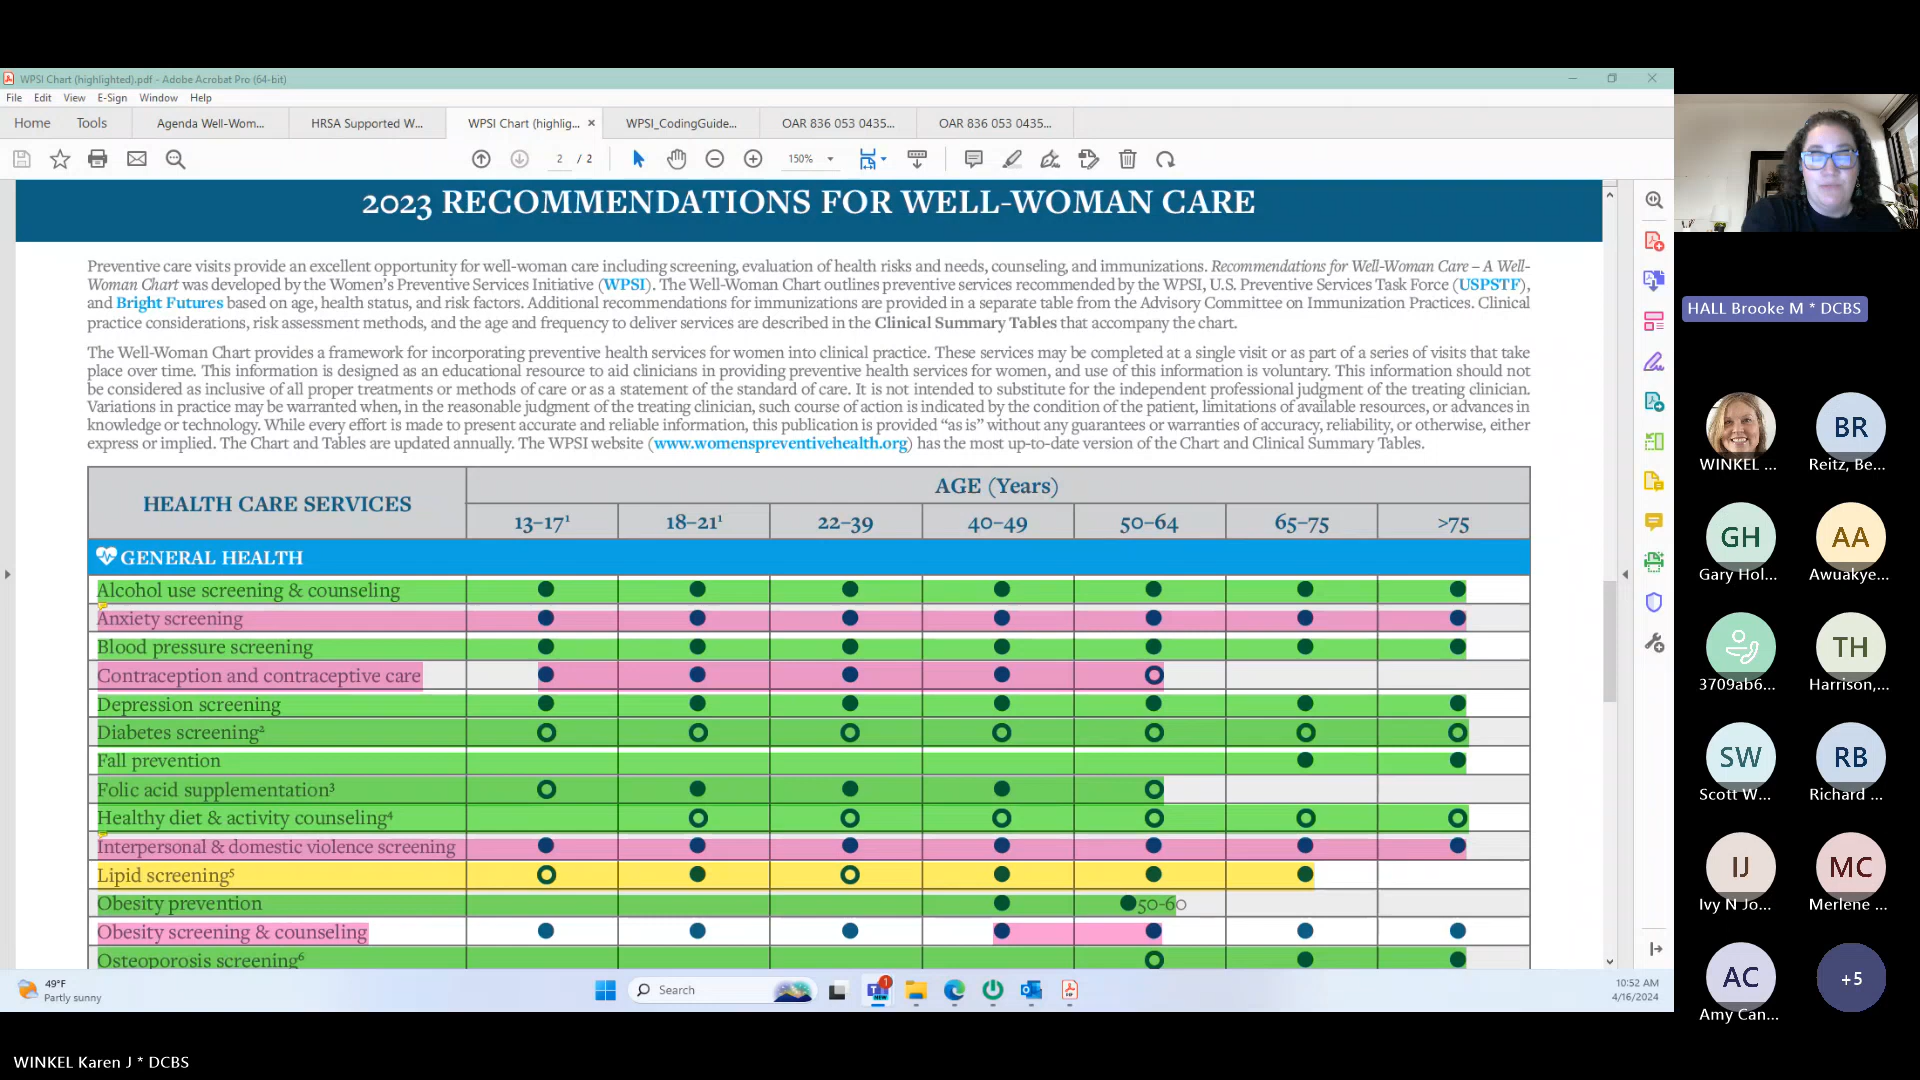 WPSI Chart (highlighted).pdf - Adobe Acrobat Pro (64-bit)
File Edit View E-Sign Window Help
Home Tools Agenda Well-Wom... HRSA Supported W... WPSI Chart (highlig... × WPSI_CodingGuide... OAR 836 053 0435... OAR 836 053 0435...
2 / 2 150%
2023 RECOMMENDATIONS FOR WELL-WOMAN CARE
Preventive care visits provide an excellent opportunity for well-woman care including screening, evaluation of health risks and needs, counseling, and immunizations. Recommendations for Well-Woman Care – A Well-
Woman Chart was developed by the Women's Preventive Services Initiative (WPSI). The Well-Woman Chart outlines preventive services recommended by the WPSI, U.S. Preventive Services Task Force (USPSTF),
and Bright Futures based on age, health status, and risk factors. Additional recommendations for immunizations are provided in a separate table from the Advisory Committee on Immunization Practices. Clinical
practice considerations, risk assessment methods, and the age and frequency to deliver services are described in the Clinical Summary Tables that accompany the chart.
The Well-Woman Chart provides a framework for incorporating preventive health services for women into clinical practice. These services may be completed at a single visit or as part of a series of visits that take
place over time. This information is designed as an educational resource to aid clinicians in providing preventive health services for women, and use of this information is voluntary. This information should not
be considered as inclusive of all proper treatments or methods of care or as a statement of the standard of care. It is not intended to substitute for the independent professional judgment of the treating clinician.
Variations in practice may be warranted when, in the reasonable judgment of the treating clinician, such course of action is indicated by the condition of the patient, limitations of available resources, or advances in
knowledge or technology. While every effort is made to present accurate and reliable information, this publication is provided “as is” without any guarantees or warranties of accuracy, reliability, or otherwise, either
express or implied. The Chart and Tables are updated annually. The WPSI website (www.womenspreventivehealth.org) has the most up-to-date version of the Chart and Clinical Summary Tables.
HEALTH CARE SERVICES
AGE (Years)
13–17¹ 18–21¹ 22–39 40–49 50–64 65–75 >75
GENERAL HEALTH
Alcohol use screening & counseling
Anxiety screening
Blood pressure screening
Contraception and contraceptive care
Depression screening
Diabetes screening²
Fall prevention
Folic acid supplementation³
Healthy diet & activity counseling⁴
Interpersonal & domestic violence screening
Lipid screening⁵
Obesity prevention 50-60
Obesity screening & counseling
Osteoporosis screening⁶
49°F
Partly sunny
Search
1
NEW
10:52 AM
4/16/2024
HALL Brooke M * DCBS
WINKEL ...
BR
Reitz, Be...
GH
Gary Hol...
AA
Awuakye...
3709ab6...
TH
Harrison,...
SW
Scott W...
RB
Richard ...
IJ
Ivy N Jo...
MC
Merlene ...
AC
Amy Can...
+5
WINKEL Karen J * DCBS